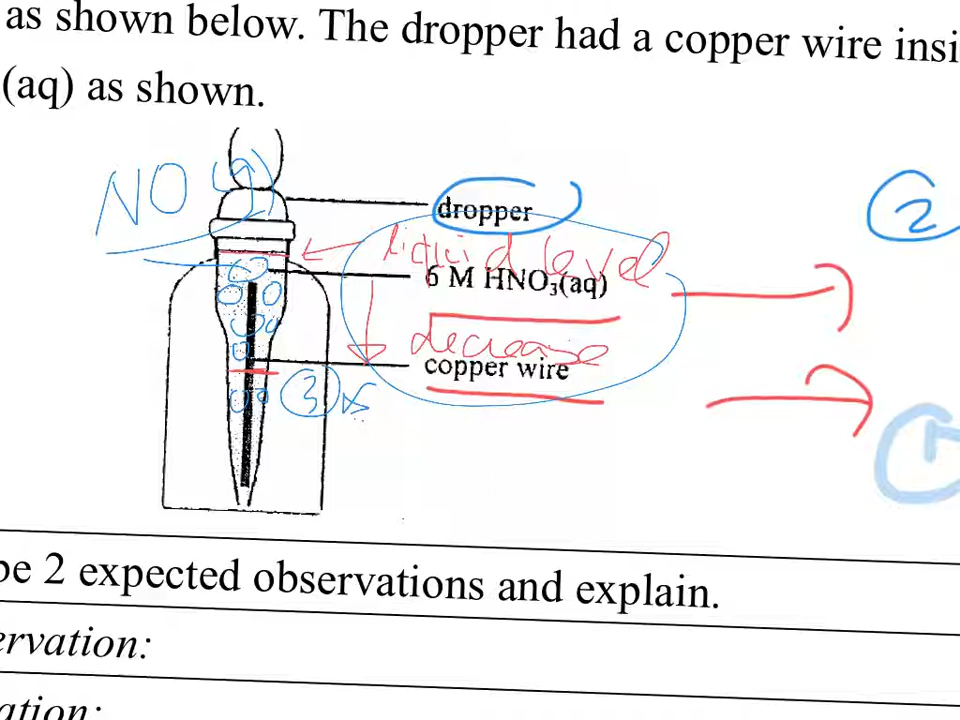 as shown below. The dropper had a copper wire insi
(aq) as shown.
NO (g)
dropper
2
liquid level
6 M HNO₃(aq)
decrease
copper wire
3
1
be 2 expected observations and explain.
ervation:
ation: